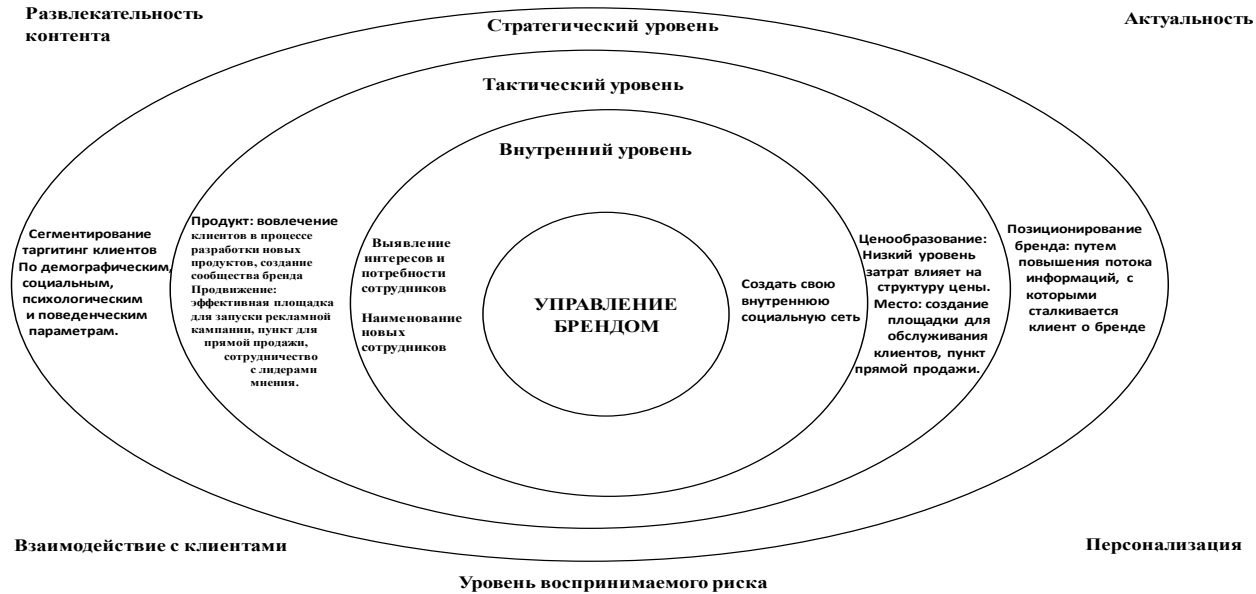 Развлекательность
контента
Актуальность
Стратегический уровень
Тактический уровень
Внутренний уровень
Сегментирование
таргитинг клиентов
По демографическим,
социальным,
психологическим
и поведенческим
параметрам.
Продукт: вовлечение
клиентов в процессе
разработки новых
продуктов, создание
сообщества бренда
Продвижение:
эффективная площадка
для запуски рекламной
кампании, пункт для
прямой продажи,
сотрудничество
с лидерами
мнения.
Выявление
интересов и
потребности
сотрудников
Наименование
новых
сотрудников
УПРАВЛЕНИЕ
БРЕНДОМ
Создать свою
внутреннюю
социальную сеть
Ценообразование:
Низкий уровень
затрат влияет на
структуру цены.
Место: создание
площадки для
обслуживания
клиентов, пункт
прямой продажи.
Позиционирование
бренда: путем
повышения потока
информаций, с
которыми
сталкивается
клиент о бренде
Взаимодействие с клиентами
Персонализация
Уровень воспринимаемого риска